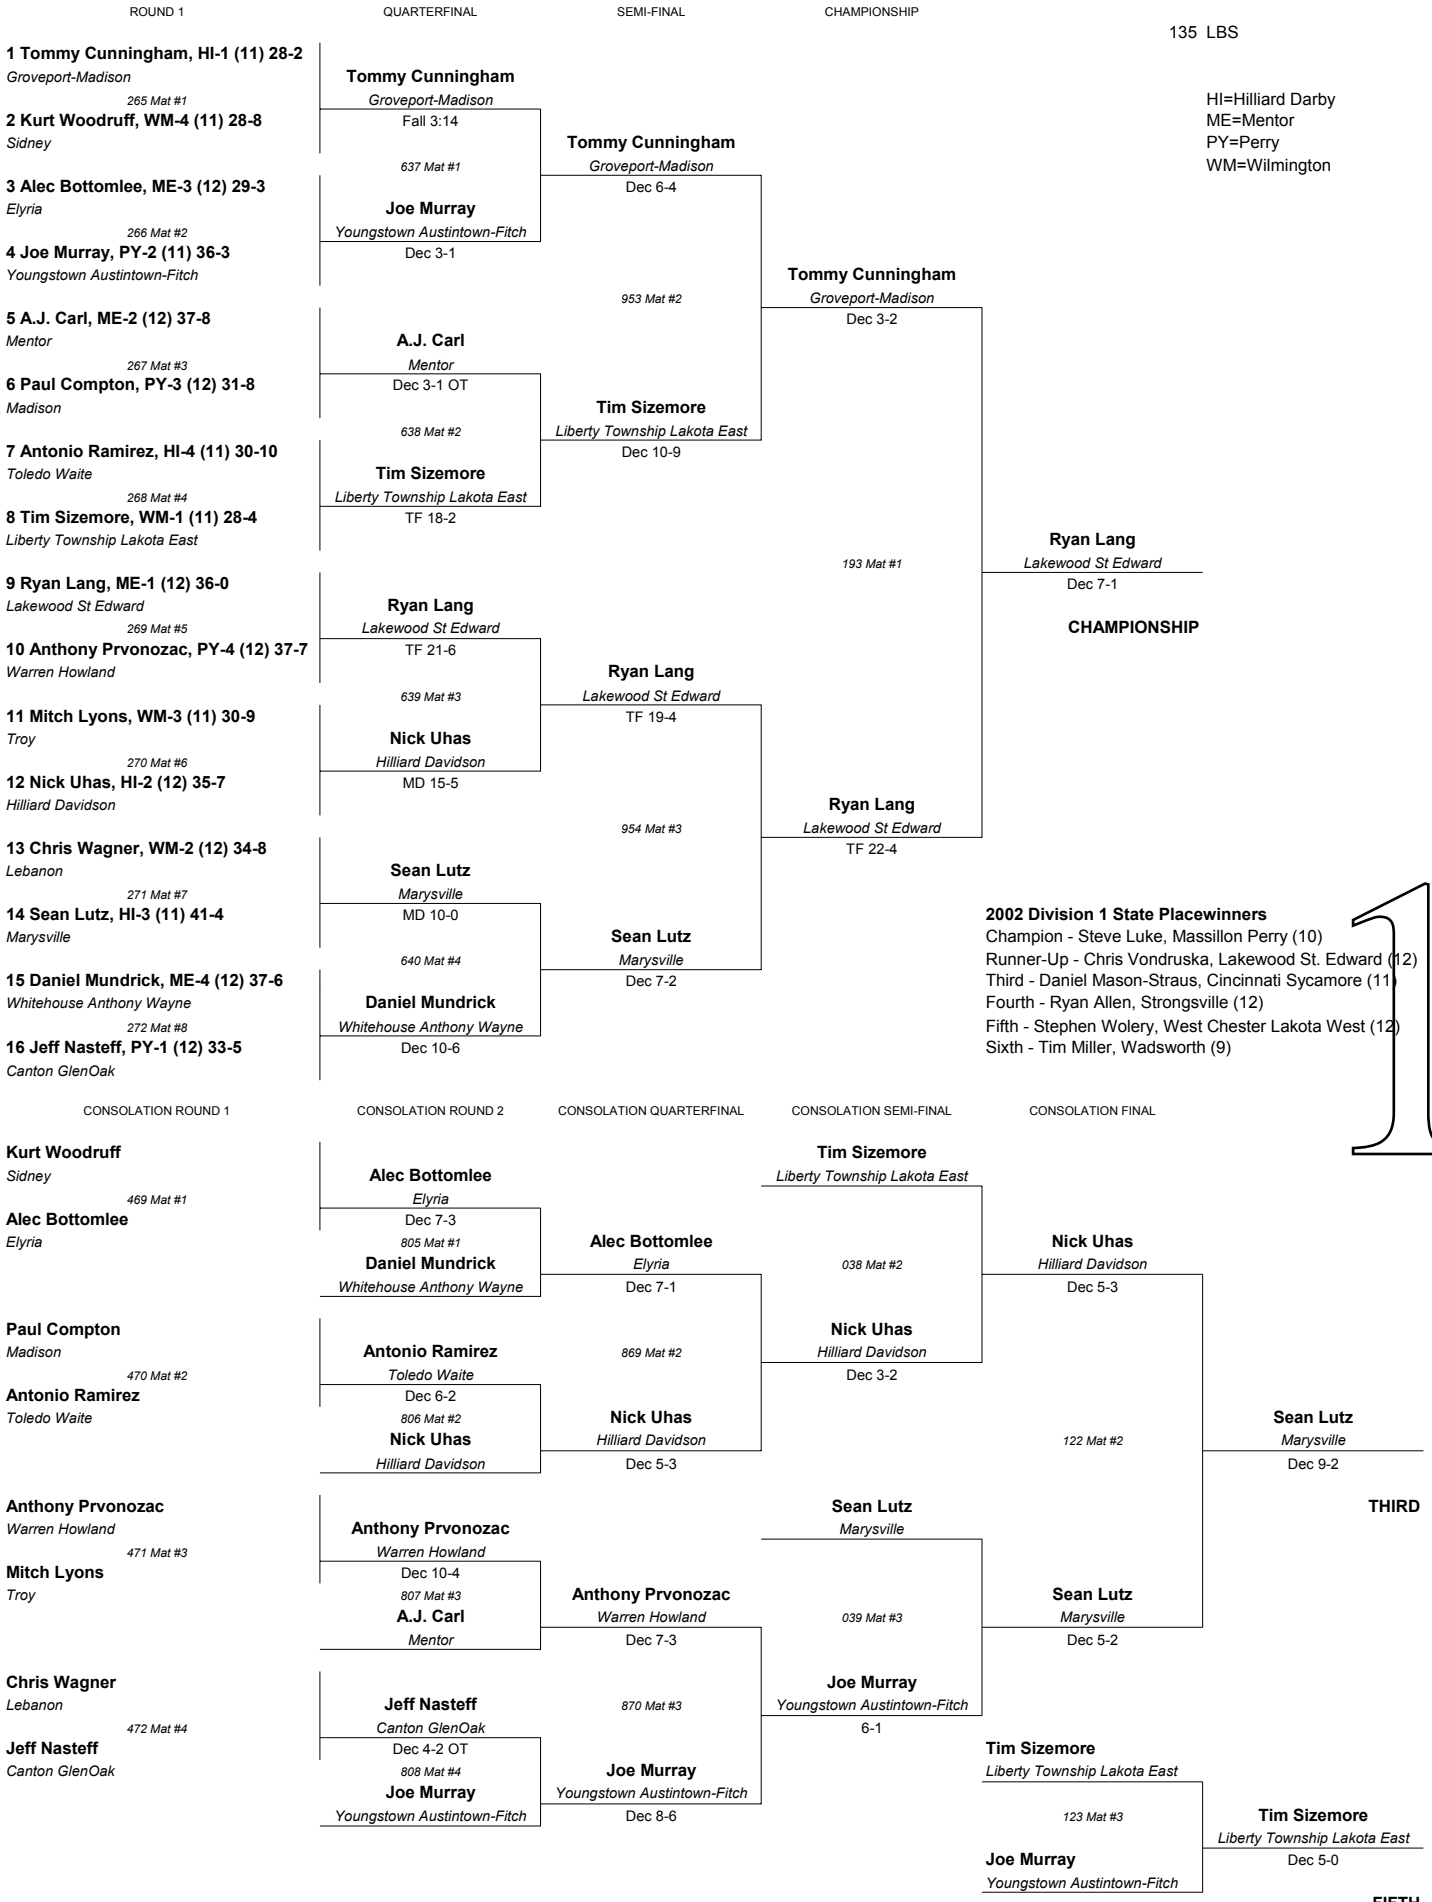 ROUND 1 QUARTERFINAL SEMI-FINAL CHAMPIONSHIP
135 LBS
HI=Hilliard Darby
ME=Mentor
PY=Perry
WM=Wilmington
1 Tommy Cunningham, HI-1 (11) 28-2
Groveport-Madison
265 Mat #1
2 Kurt Woodruff, WM-4 (11) 28-8
Sidney
3 Alec Bottomlee, ME-3 (12) 29-3
Elyria
266 Mat #2
4 Joe Murray, PY-2 (11) 36-3
Youngstown Austintown-Fitch
5 A.J. Carl, ME-2 (12) 37-8
Mentor
267 Mat #3
6 Paul Compton, PY-3 (12) 31-8
Madison
7 Antonio Ramirez, HI-4 (11) 30-10
Toledo Waite
268 Mat #4
8 Tim Sizemore, WM-1 (11) 28-4
Liberty Township Lakota East
9 Ryan Lang, ME-1 (12) 36-0
Lakewood St Edward
269 Mat #5
10 Anthony Prvonozac, PY-4 (12) 37-7
Warren Howland
11 Mitch Lyons, WM-3 (11) 30-9
Troy
270 Mat #6
12 Nick Uhas, HI-2 (12) 35-7
Hilliard Davidson
13 Chris Wagner, WM-2 (12) 34-8
Lebanon
271 Mat #7
14 Sean Lutz, HI-3 (11) 41-4
Marysville
15 Daniel Mundrick, ME-4 (12) 37-6
Whitehouse Anthony Wayne
272 Mat #8
16 Jeff Nasteff, PY-1 (12) 33-5
Canton GlenOak
Tommy Cunningham
Groveport-Madison
Fall 3:14
637 Mat #1
Joe Murray
Youngstown Austintown-Fitch
Dec 3-1
A.J. Carl
Mentor
Dec 3-1 OT
638 Mat #2
Tim Sizemore
Liberty Township Lakota East
TF 18-2
Ryan Lang
Lakewood St Edward
TF 21-6
639 Mat #3
Nick Uhas
Hilliard Davidson
MD 15-5
Sean Lutz
Marysville
MD 10-0
640 Mat #4
Daniel Mundrick
Whitehouse Anthony Wayne
Dec 10-6
Tommy Cunningham
Groveport-Madison
Dec 6-4
953 Mat #2
Tim Sizemore
Liberty Township Lakota East
Dec 10-9
Ryan Lang
Lakewood St Edward
TF 19-4
954 Mat #3
Sean Lutz
Marysville
Dec 7-2
Tommy Cunningham
Groveport-Madison
Dec 3-2
193 Mat #1
Ryan Lang
Lakewood St Edward
TF 22-4
Ryan Lang
Lakewood St Edward
Dec 7-1
CHAMPIONSHIP
2002 Division 1 State Placewinners
Champion - Steve Luke, Massillon Perry (10)
Runner-Up - Chris Vondruska, Lakewood St. Edward (12)
Third - Daniel Mason-Straus, Cincinnati Sycamore (11)
Fourth - Ryan Allen, Strongsville (12)
Fifth - Stephen Wolery, West Chester Lakota West (12)
Sixth - Tim Miller, Wadsworth (9)
1
CONSOLATION ROUND 1 CONSOLATION ROUND 2 CONSOLATION QUARTERFINAL CONSOLATION SEMI-FINAL CONSOLATION FINAL
Kurt Woodruff
Sidney
469 Mat #1
Alec Bottomlee
Elyria
Paul Compton
Madison
470 Mat #2
Antonio Ramirez
Toledo Waite
Anthony Prvonozac
Warren Howland
471 Mat #3
Mitch Lyons
Troy
Chris Wagner
Lebanon
472 Mat #4
Jeff Nasteff
Canton GlenOak
Alec Bottomlee
Elyria
Dec 7-3
805 Mat #1
Daniel Mundrick
Whitehouse Anthony Wayne
Antonio Ramirez
Toledo Waite
Dec 6-2
806 Mat #2
Nick Uhas
Hilliard Davidson
Anthony Prvonozac
Warren Howland
Dec 10-4
807 Mat #3
A.J. Carl
Mentor
Jeff Nasteff
Canton GlenOak
Dec 4-2 OT
808 Mat #4
Joe Murray
Youngstown Austintown-Fitch
Alec Bottomlee
Elyria
Dec 7-1
869 Mat #2
Nick Uhas
Hilliard Davidson
Dec 5-3
Anthony Prvonozac
Warren Howland
Dec 7-3
870 Mat #3
Joe Murray
Youngstown Austintown-Fitch
Dec 8-6
Tim Sizemore
Liberty Township Lakota East
038 Mat #2
Nick Uhas
Hilliard Davidson
Dec 3-2
Sean Lutz
Marysville
039 Mat #3
Joe Murray
Youngstown Austintown-Fitch
6-1
Nick Uhas
Hilliard Davidson
Dec 5-3
122 Mat #2
Sean Lutz
Marysville
Dec 5-2
Sean Lutz
Marysville
Dec 9-2
THIRD
Tim Sizemore
Liberty Township Lakota East
123 Mat #3
Joe Murray
Youngstown Austintown-Fitch
Tim Sizemore
Liberty Township Lakota East
Dec 5-0
FIFTH